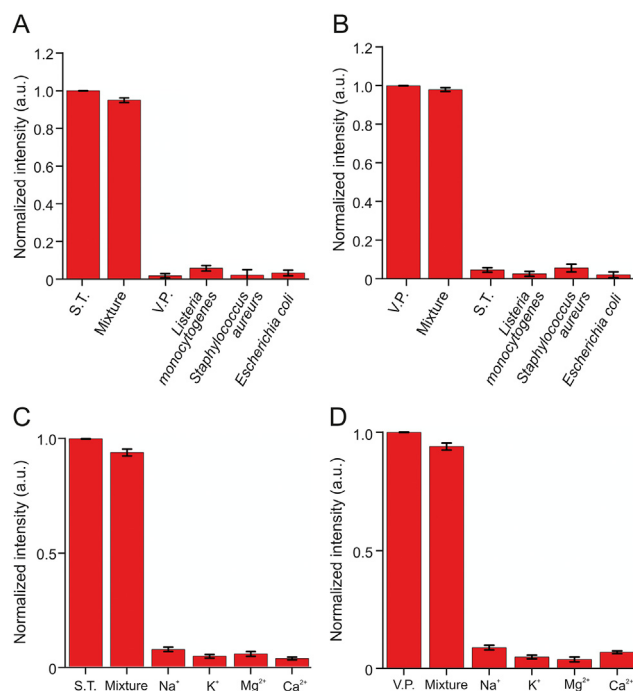 A
Normalized intensity (a.u.)
1.2
1.0
0.8
0.6
0.4
0.2
0
S.T.
Mixture
V.P.
Listeria
monocytogenes
Staphylococcus
aureurs
Escherichia coli
B
Normalized intensity (a.u.)
1.2
1.0
0.8
0.6
0.4
0.2
0
V.P.
Mixture
S.T.
Listeria
monocytogenes
Staphylococcus
aureurs
Escherichia coli
C
Normalized intensity (a.u.)
1.0
0.5
0
S.T.
Mixture
Na⁺
K⁺
Mg²⁺
Ca²⁺
D
Normalized intensity (a.u.)
1.0
0.5
0
V.P.
Mixture
Na⁺
K⁺
Mg²⁺
Ca²⁺